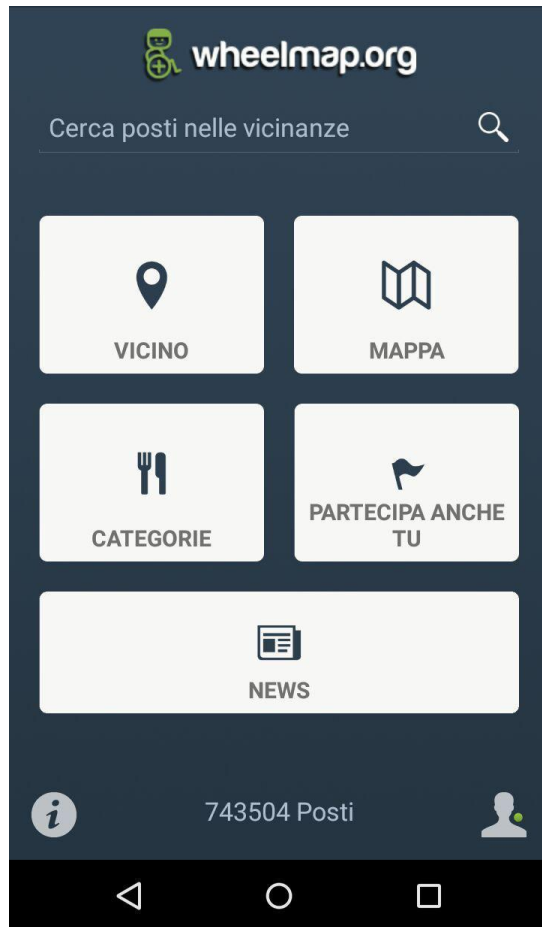 wheelmap.org
Cerca posti nelle vicinanze
VICINO
MAPPA
CATEGORIE
PARTECIPA ANCHE
TU
NEWS
i
743504 Posti